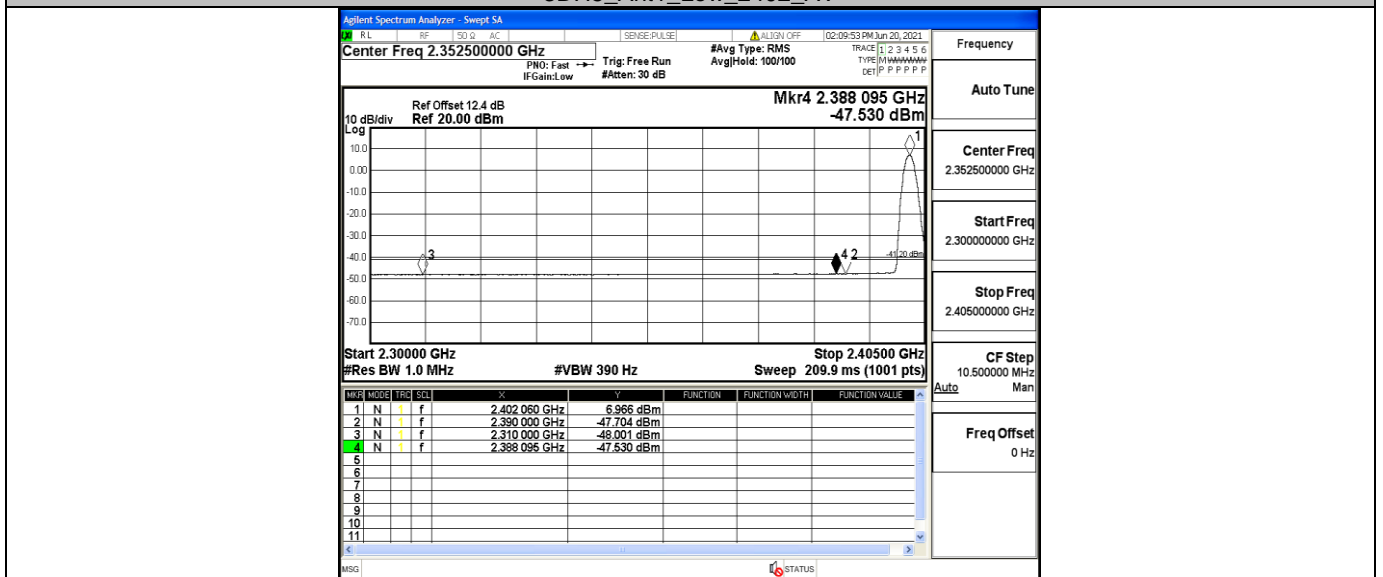 Agilent Spectrum Analyzer - Swept SA
RL RF 50 Ω AC SENSE:PULSE ALIGN OFF 02:09:53 PM Jun 20, 2021
Center Freq 2.352500000 GHz
PNO: Fast
IFGain:Low
Trig: Free Run
#Atten: 30 dB
#Avg Type: RMS
Avg|Hold: 100/100
TRACE 1 2 3 4 5 6
TYPE M WWWWW
DET P P P P P P
Frequency
Auto Tune
Center Freq
2.352500000 GHz
Start Freq
2.300000000 GHz
Stop Freq
2.405000000 GHz
CF Step
10.500000 MHz
Auto Man
Freq Offset
0 Hz
Mkr4 2.388 095 GHz
-47.530 dBm
Ref Offset 12.4 dB
10 dB/div Ref 20.00 dBm
Log
10.0
0.00
-10.0
-20.0
-30.0
-40.0
-50.0
-60.0
-70.0
1
3
4 2
-41.20 dBm
Start 2.30000 GHz Stop 2.40500 GHz
#Res BW 1.0 MHz #VBW 390 Hz Sweep 209.9 ms (1001 pts)
MKR MODE TRC SCL X Y FUNCTION FUNCTION WIDTH FUNCTION VALUE
1 N 1 f 2.402 060 GHz 6.966 dBm
2 N 1 f 2.390 000 GHz -47.704 dBm
3 N 1 f 2.310 000 GHz -48.001 dBm
4 N 1 f 2.388 095 GHz -47.530 dBm
5
6
7
8
9
10
11
MSG STATUS